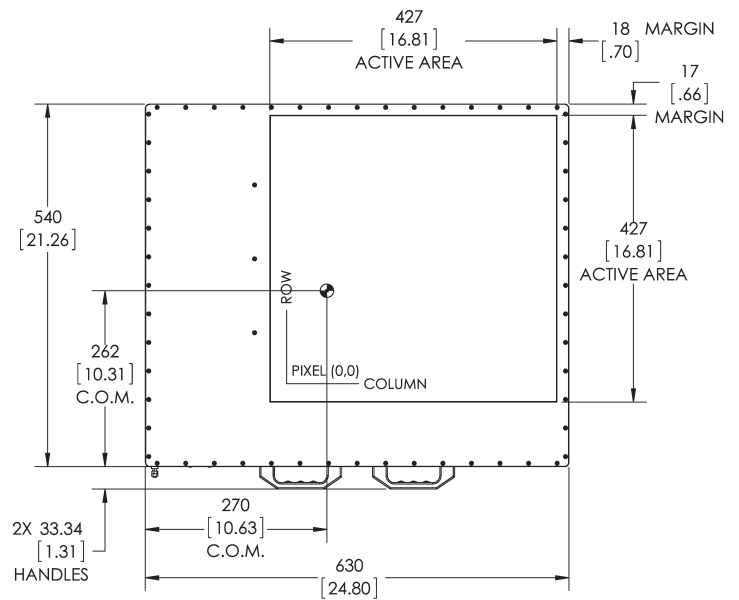 427
[16.81]
ACTIVE AREA
18 MARGIN
[.70]
17
[.66]
MARGIN
540
[21.26]
427
[16.81]
ACTIVE AREA
ROW
262
[10.31]
C.O.M.
PIXEL (0,0)
COLUMN
270
[10.63]
C.O.M.
2X 33.34
[1.31]
HANDLES
630
[24.80]